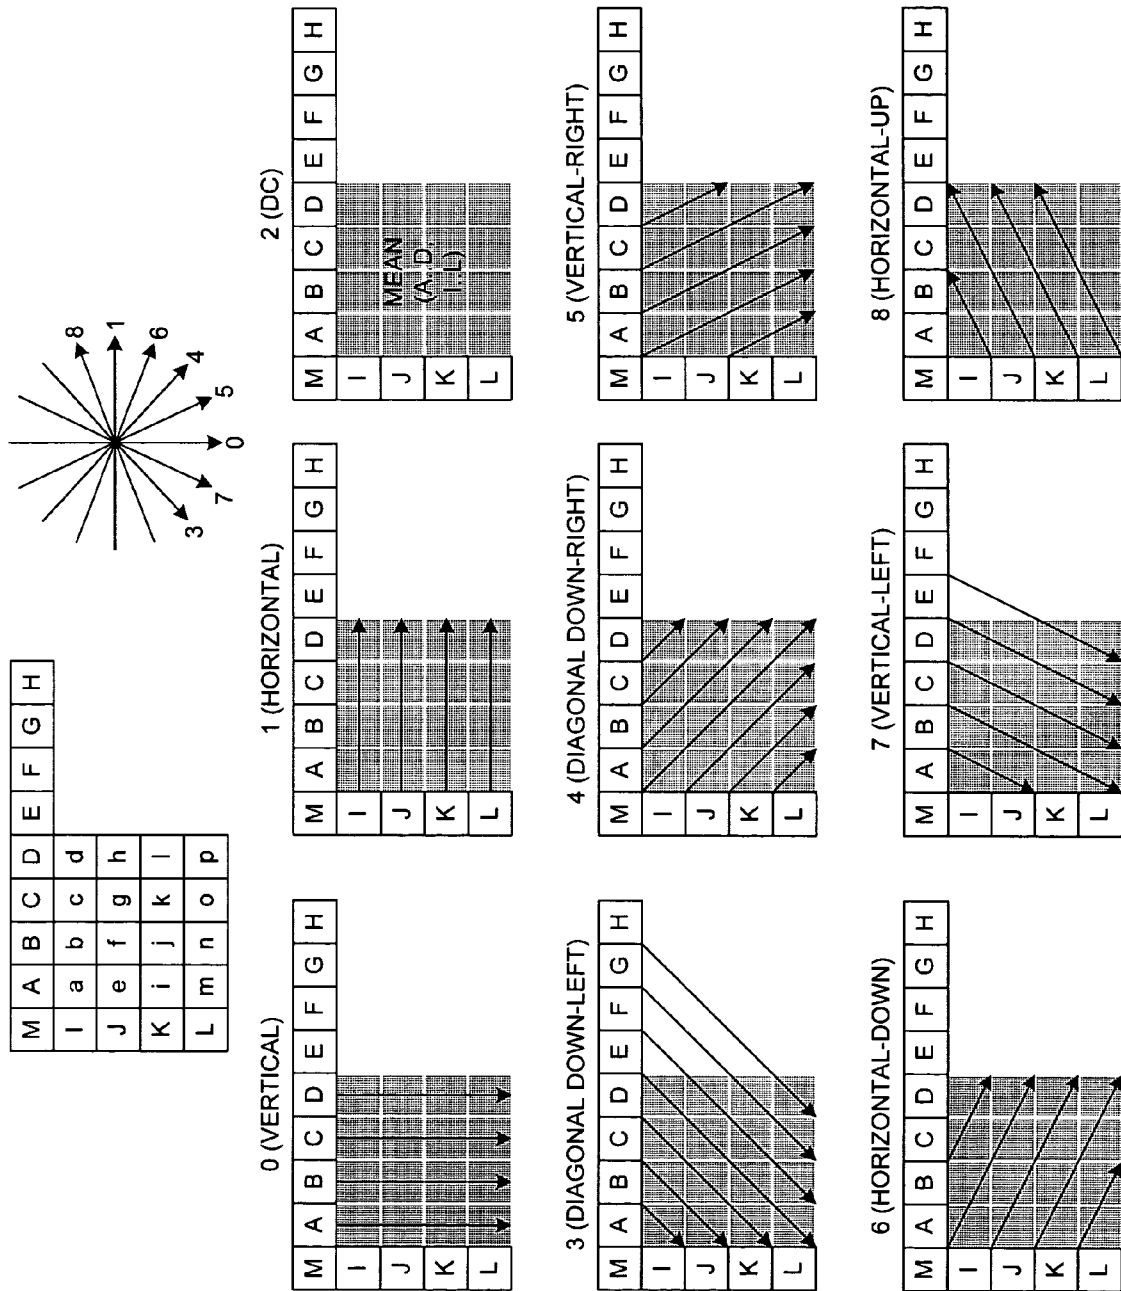 M A B C D E F G H
I a b c d
J e f g h
K i j k l
L m n o p
8
1
6
4
5
0
7
3
0 (VERTICAL)
M A B C D E F G H
I
J
K
L
1 (HORIZONTAL)
M A B C D E F G H
I
J
K
L
2 (DC)
M A B C D E F G H
I
J
K
L
MEAN
(A..D,
I..L)
3 (DIAGONAL DOWN-LEFT)
M A B C D E F G H
I
J
K
L
4 (DIAGONAL DOWN-RIGHT)
M A B C D E F G H
I
J
K
L
5 (VERTICAL-RIGHT)
M A B C D E F G H
I
J
K
L
6 (HORIZONTAL-DOWN)
M A B C D E F G H
I
J
K
L
7 (VERTICAL-LEFT)
M A B C D E F G H
I
J
K
L
8 (HORIZONTAL-UP)
M A B C D E F G H
I
J
K
L